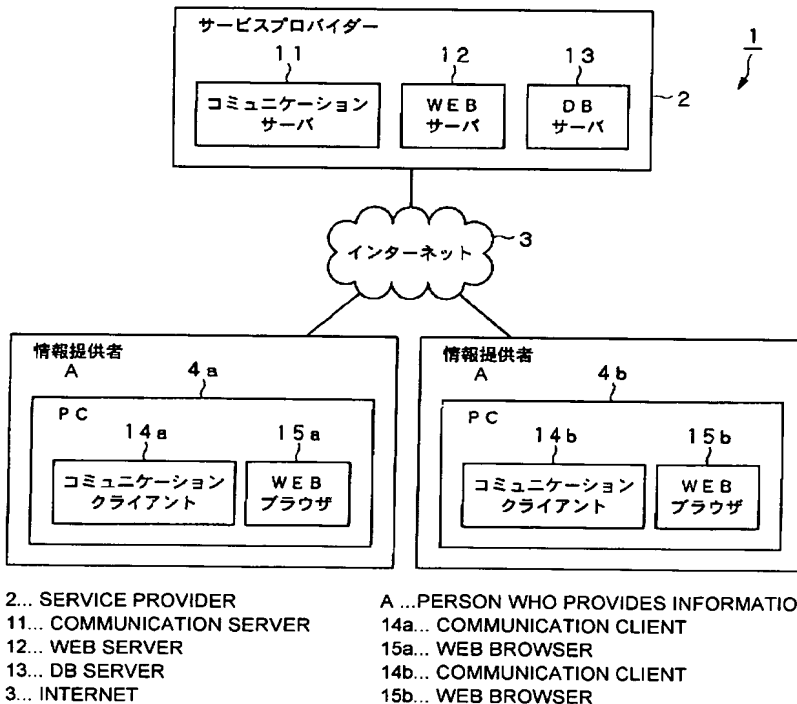 サービスプロバイダー
1
11
12
13
コミュニケーション
サーバ
WEB
サーバ
DB
サーバ
2
インターネット
3
情報提供者
A
4a
PC
14a
15a
コミュニケーション
クライアント
WEB
ブラウザ
情報提供者
A
4b
PC
14b
15b
コミュニケーション
クライアント
WEB
ブラウザ
2... SERVICE PROVIDER
11... COMMUNICATION SERVER
12... WEB SERVER
13... DB SERVER
3... INTERNET
A ...PERSON WHO PROVIDES INFORMATIO
14a... COMMUNICATION CLIENT
15a... WEB BROWSER
14b... COMMUNICATION CLIENT
15b... WEB BROWSER